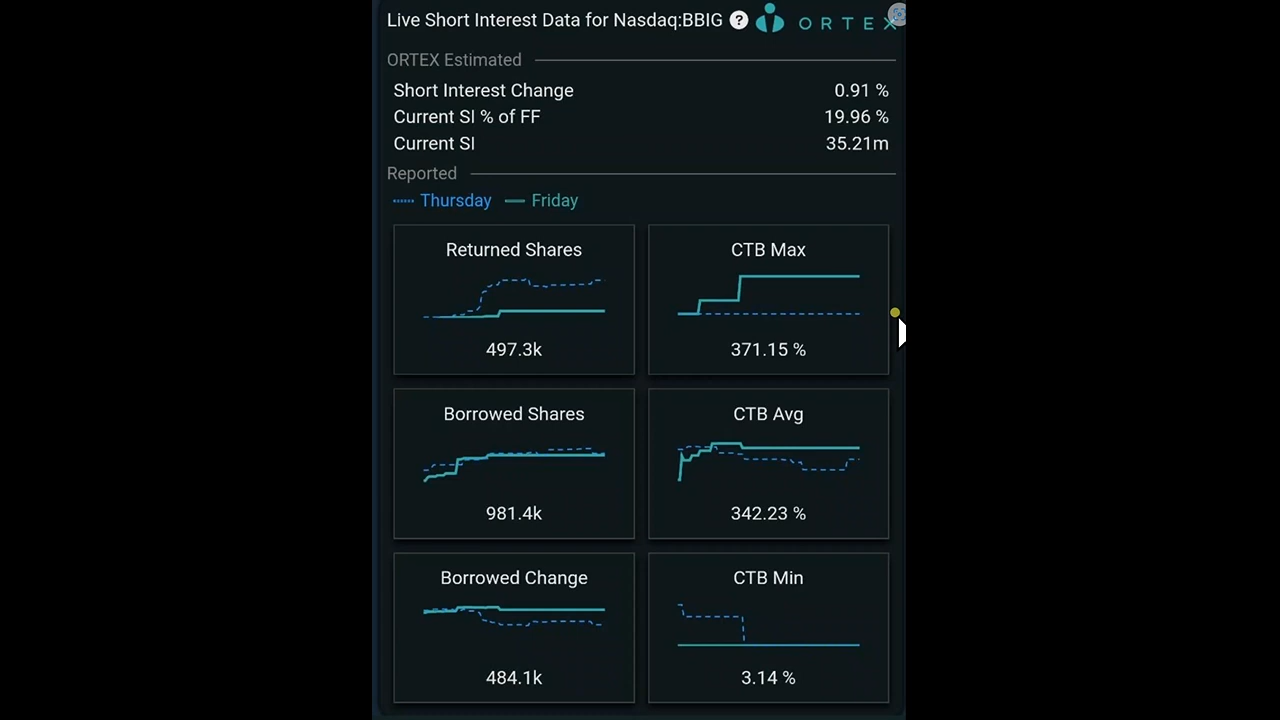 Live Short Interest Data for Nasdaq:BBIG ? ORTEX
ORTEX Estimated
Short Interest Change 0.91 %
Current SI % of FF 19.96 %
Current SI 35.21m
Reported
Thursday Friday
Returned Shares CTB Max
497.3k 371.15 %
Borrowed Shares CTB Avg
981.4k 342.23 %
Borrowed Change CTB Min
484.1k 3.14 %